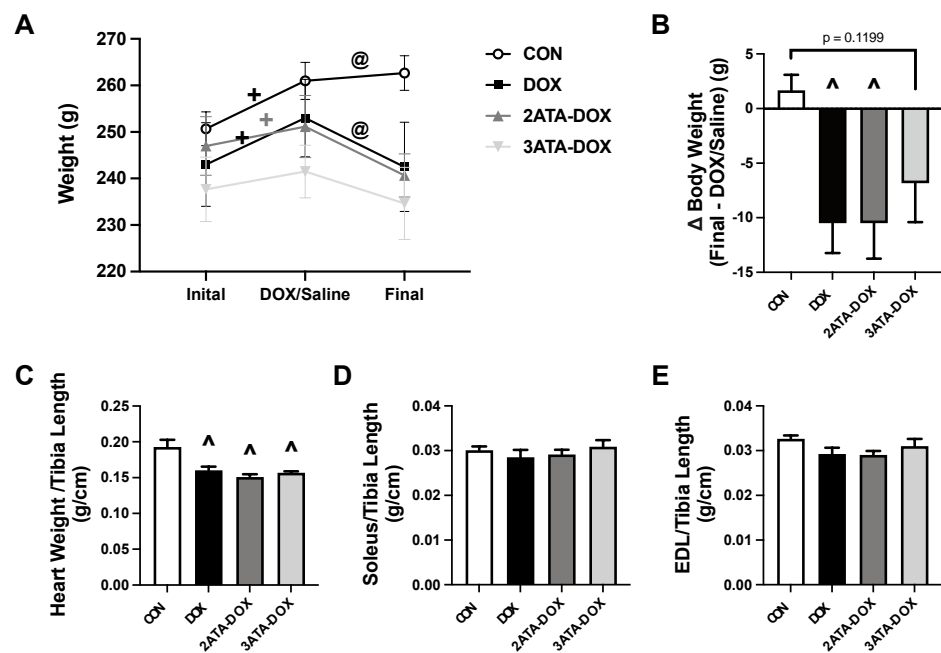 A
270
260
250
240
230
220
Weight (g)
Inital
DOX/Saline
Final
+
+
+
@
@
CON
DOX
2ATA-DOX
3ATA-DOX
B
p = 0.1199
5
0
-5
-10
-15
Δ Body Weight
(Final - DOX/Saline) (g)
^
^
CON
DOX
2ATA-DOX
3ATA-DOX
C
0.25
0.20
0.15
0.10
0.05
0.00
Heart Weight /Tibia Length
(g/cm)
^
^
^
CON
DOX
2ATA-DOX
3ATA-DOX
D
0.04
0.03
0.02
0.01
0.00
Soleus/Tibia Length
(g/cm)
CON
DOX
2ATA-DOX
3ATA-DOX
E
0.04
0.03
0.02
0.01
0.00
EDL/Tibia Length
(g/cm)
CON
DOX
2ATA-DOX
3ATA-DOX